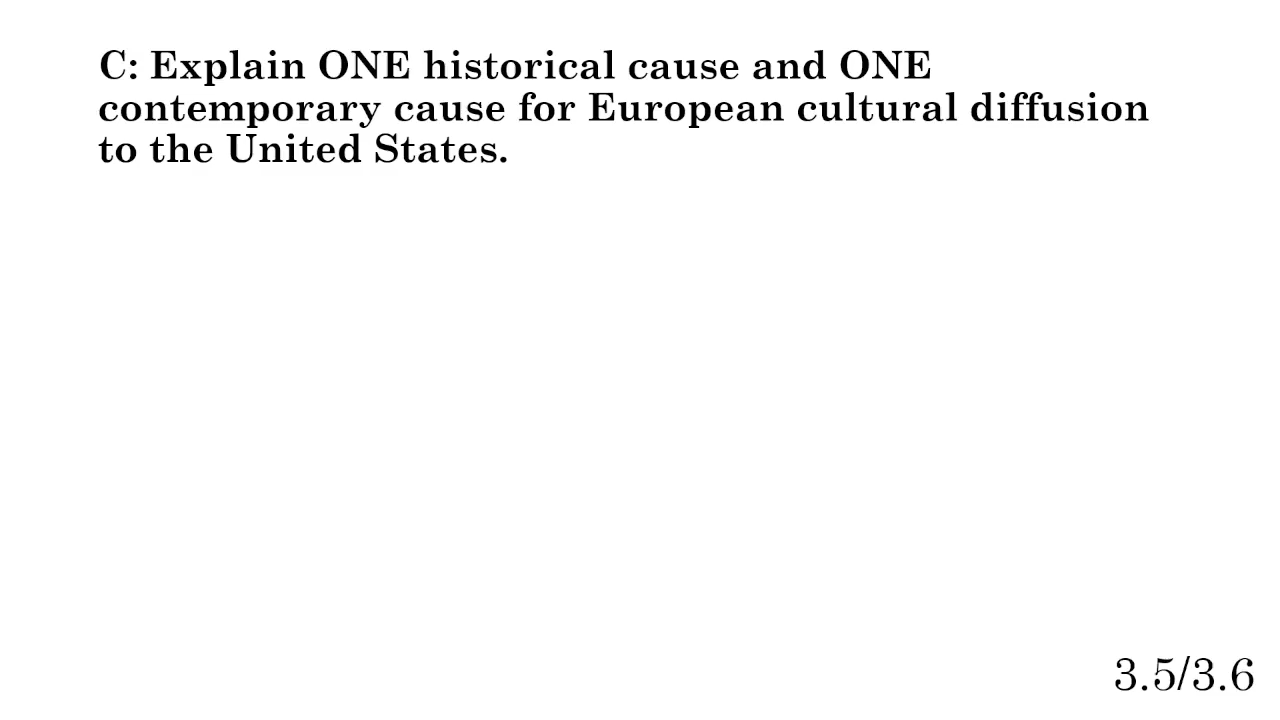 C: Explain ONE historical cause and ONE
contemporary cause for European cultural diffusion
to the United States.
3.5/3.6